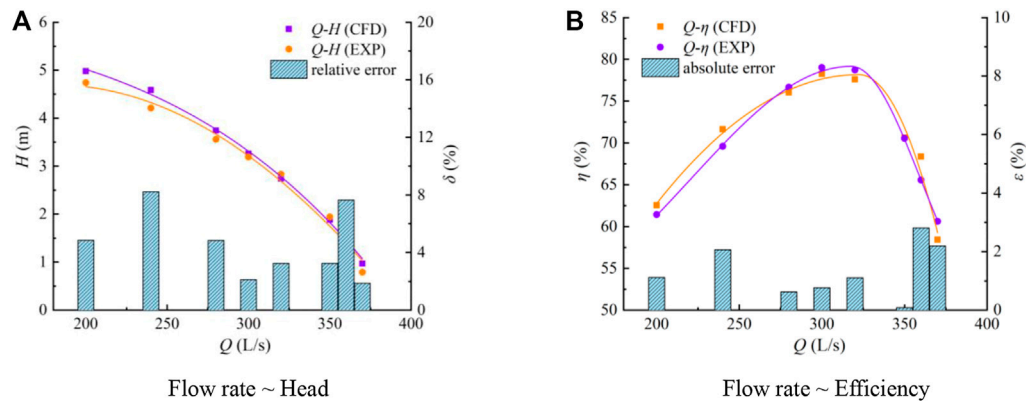 A
Q-H (CFD)
Q-H (EXP)
relative error
H (m)
6
5
4
3
2
1
0
δ (%)
20
16
12
8
4
0
200
250
300
350
400
Q (L/s)
Flow rate ~ Head
B
Q-η (CFD)
Q-η (EXP)
absolute error
η (%)
85
80
75
70
65
60
55
50
ε (%)
10
8
6
4
2
0
200
250
300
350
400
Q (L/s)
Flow rate ~ Efficiency